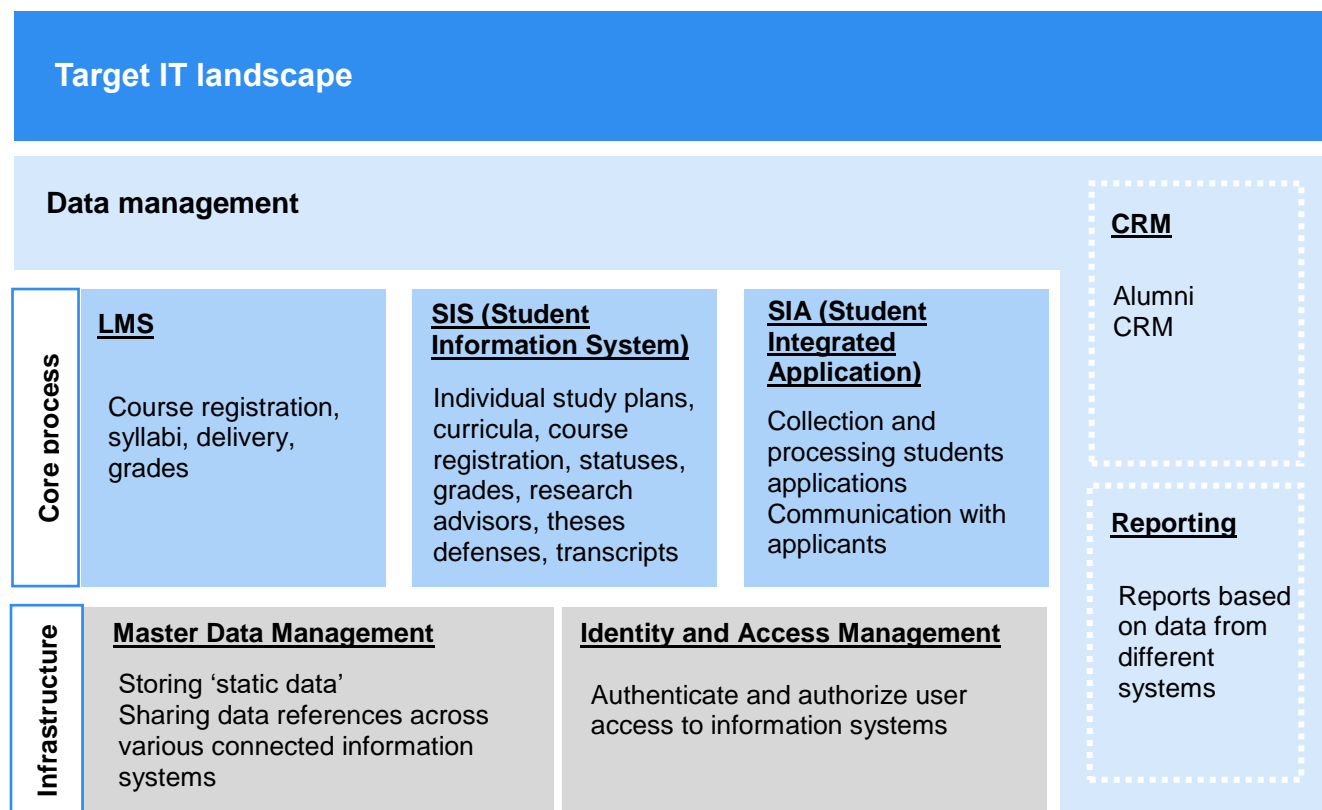 Target IT landscape
Data management
CRM
Alumni
CRM
Core process
LMS
Course registration,
syllabi, delivery,
grades
SIS (Student
Information System)
Individual study plans,
curricula, course
registration, statuses,
grades, research
advisors, theses
defenses, transcripts
SIA (Student
Integrated
Application)
Collection and
processing students
applications
Communication with
applicants
Reporting
Reports based
on data from
different
systems
Infrastructure
Master Data Management
Storing ‘static data’
Sharing data references across
various connected information
systems
Identity and Access Management
Authenticate and authorize user
access to information systems